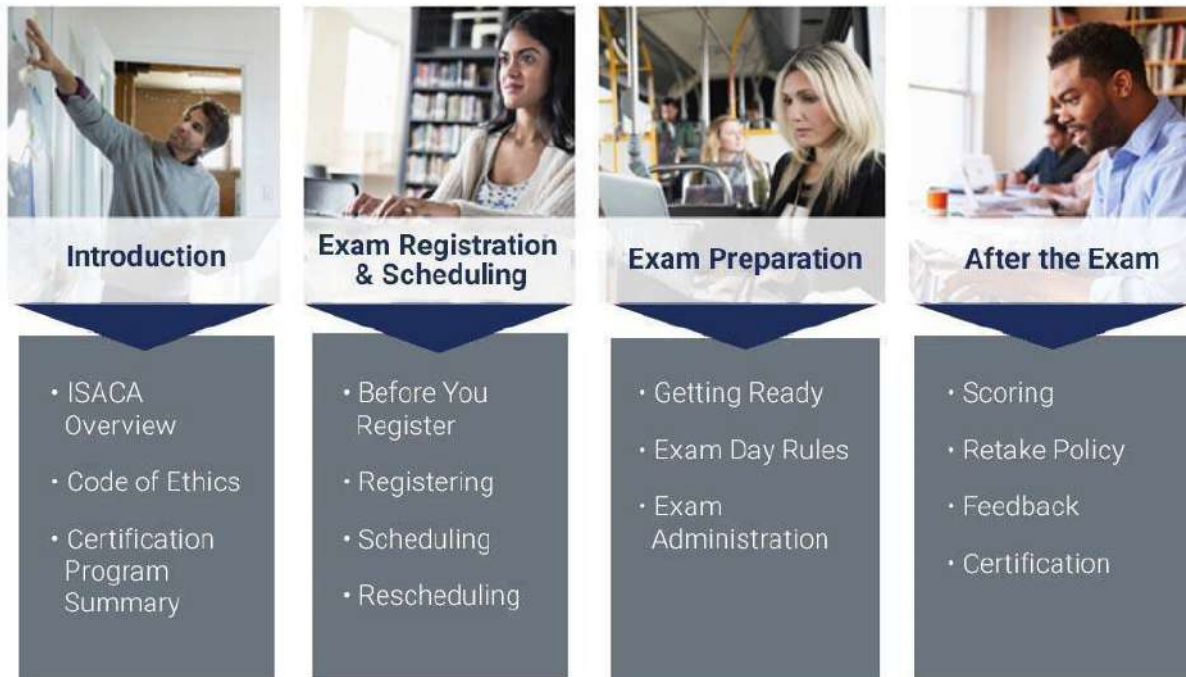 Introduction
• ISACA
Overview
• Code of Ethics
• Certification
Program
Summary
Exam Registration
& Scheduling
• Before You
Register
• Registering
• Scheduling
• Rescheduling
Exam Preparation
• Getting Ready
• Exam Day Rules
• Exam
Administration
After the Exam
• Scoring
• Retake Policy
• Feedback
• Certification